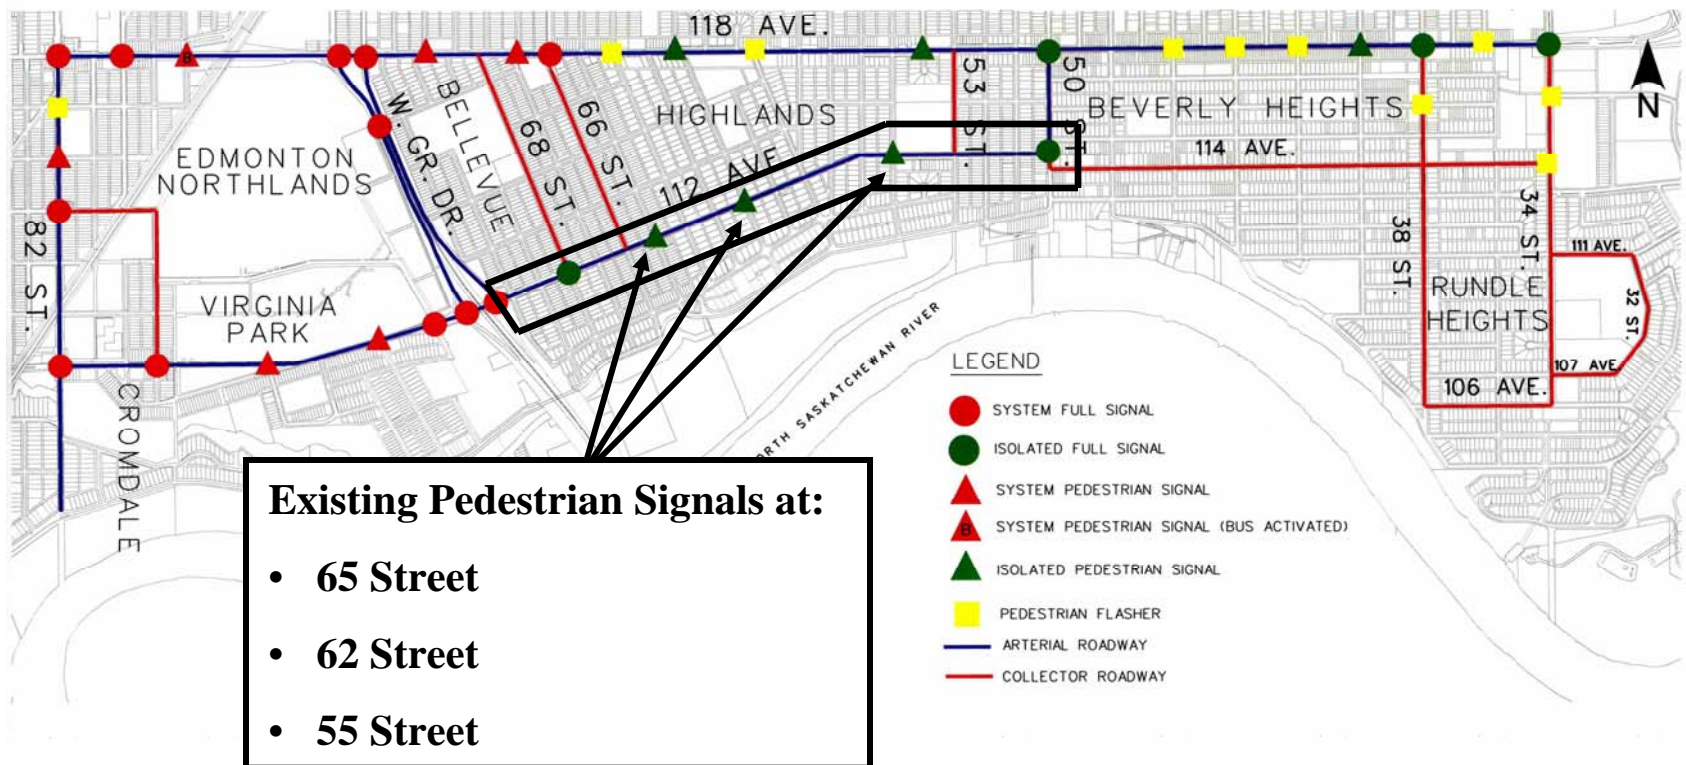 118 AVE.
B
53 ST.
50 ST.
W. GR. DR.
BELLEVUE
HIGHLANDS
BEVERLY HEIGHTS
N
EDMONTON
NORTHLANDS
68 ST.
66 ST.
112 AVE
114 AVE.
82 ST.
38 ST.
34 ST.
111 AVE.
VIRGINIA
PARK
RUNDLE
HEIGHTS
32 ST.
107 AVE.
106 AVE.
CROMDALE
ORTH SASKATCHEWAN RIVER
LEGEND
SYSTEM FULL SIGNAL
ISOLATED FULL SIGNAL
SYSTEM PEDESTRIAN SIGNAL
B SYSTEM PEDESTRIAN SIGNAL (BUS ACTIVATED)
ISOLATED PEDESTRIAN SIGNAL
PEDESTRIAN FLASHER
ARTERIAL ROADWAY
COLLECTOR ROADWAY
Existing Pedestrian Signals at:
• 65 Street
• 62 Street
• 55 Street